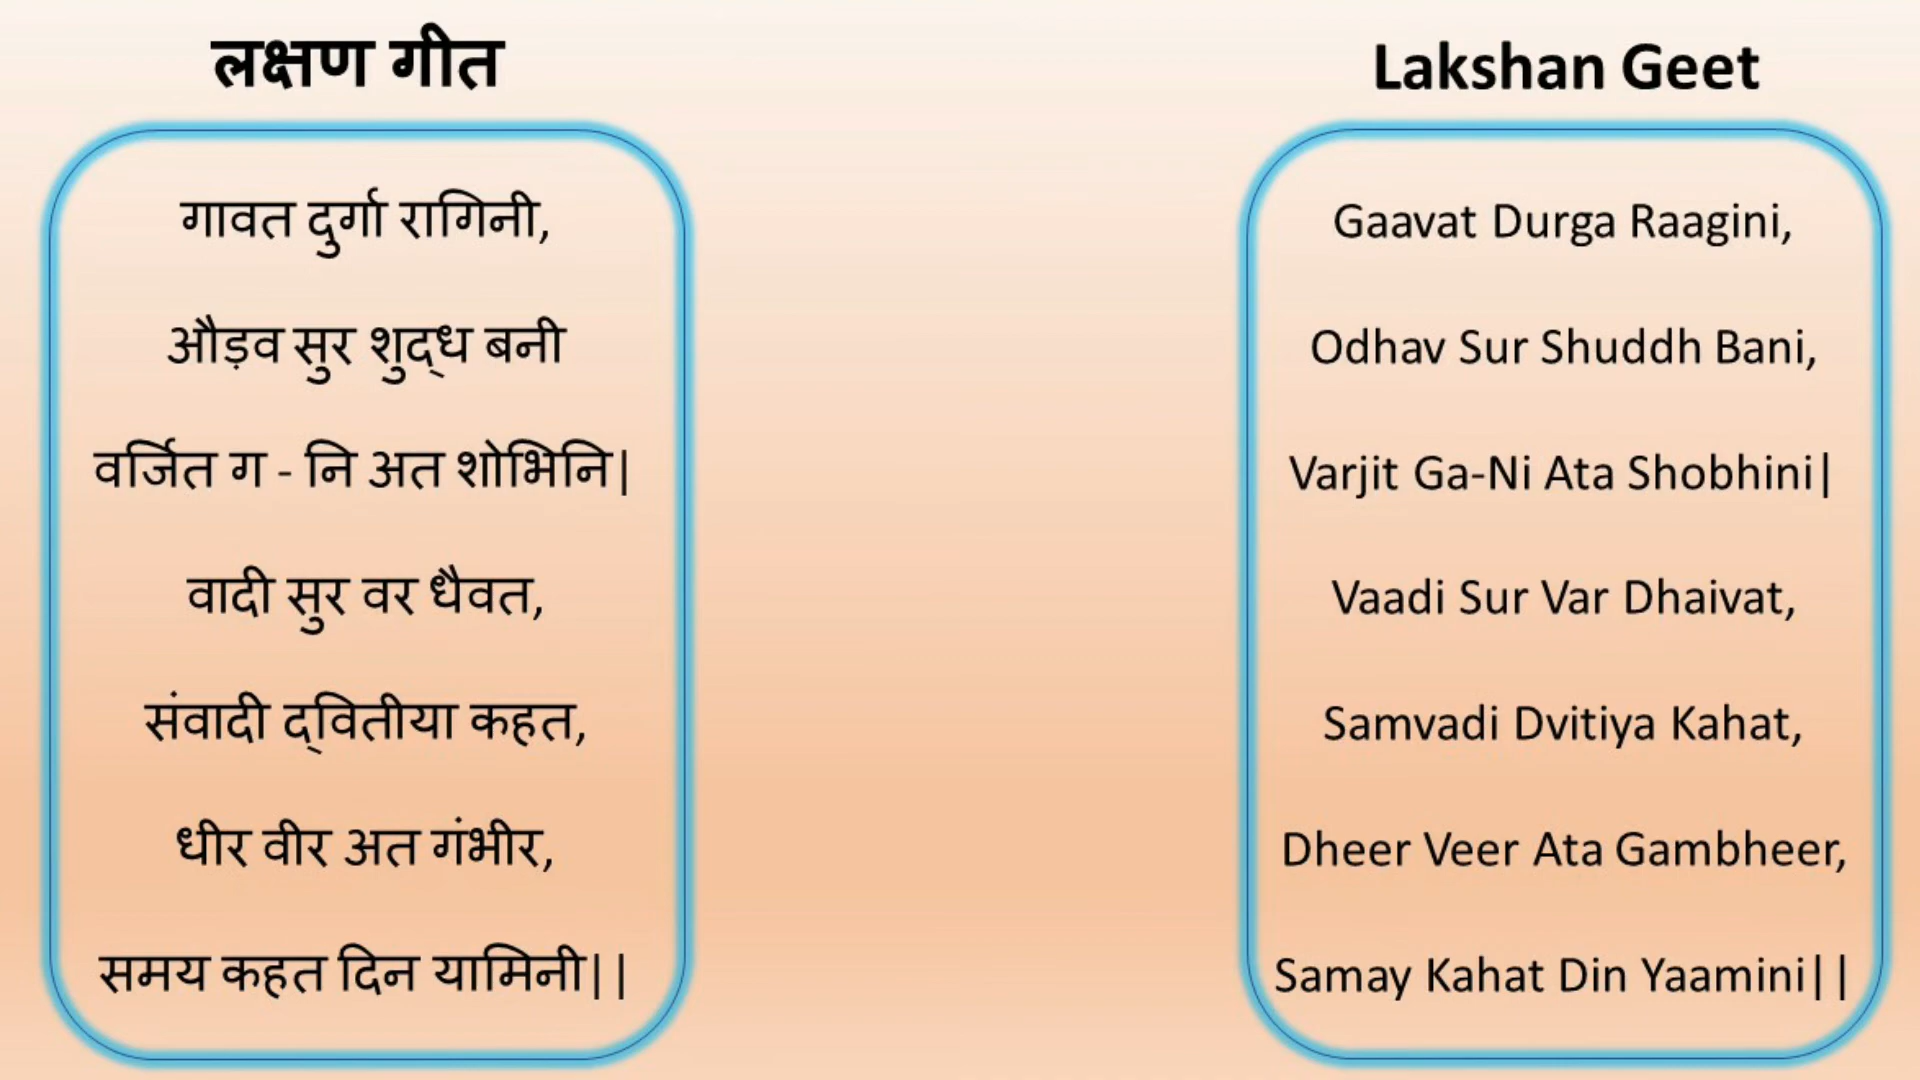 लक्षण गीत
गावत दुर्गा रागिनी,
औड़व सुर शुद्ध बनी
वर्जित ग - नि अत शोभिनि|
वादी सुर वर धैवत,
संवादी द्वितीया कहत,
धीर वीर अत गंभीर,
समय कहत दिन यामिनी||
Lakshan Geet
Gaavat Durga Raagini,
Odhav Sur Shuddh Bani,
Varjit Ga-Ni Ata Shobhini|
Vaadi Sur Var Dhaivat,
Samvadi Dvitiya Kahat,
Dheer Veer Ata Gambheer,
Samay Kahat Din Yaamini||